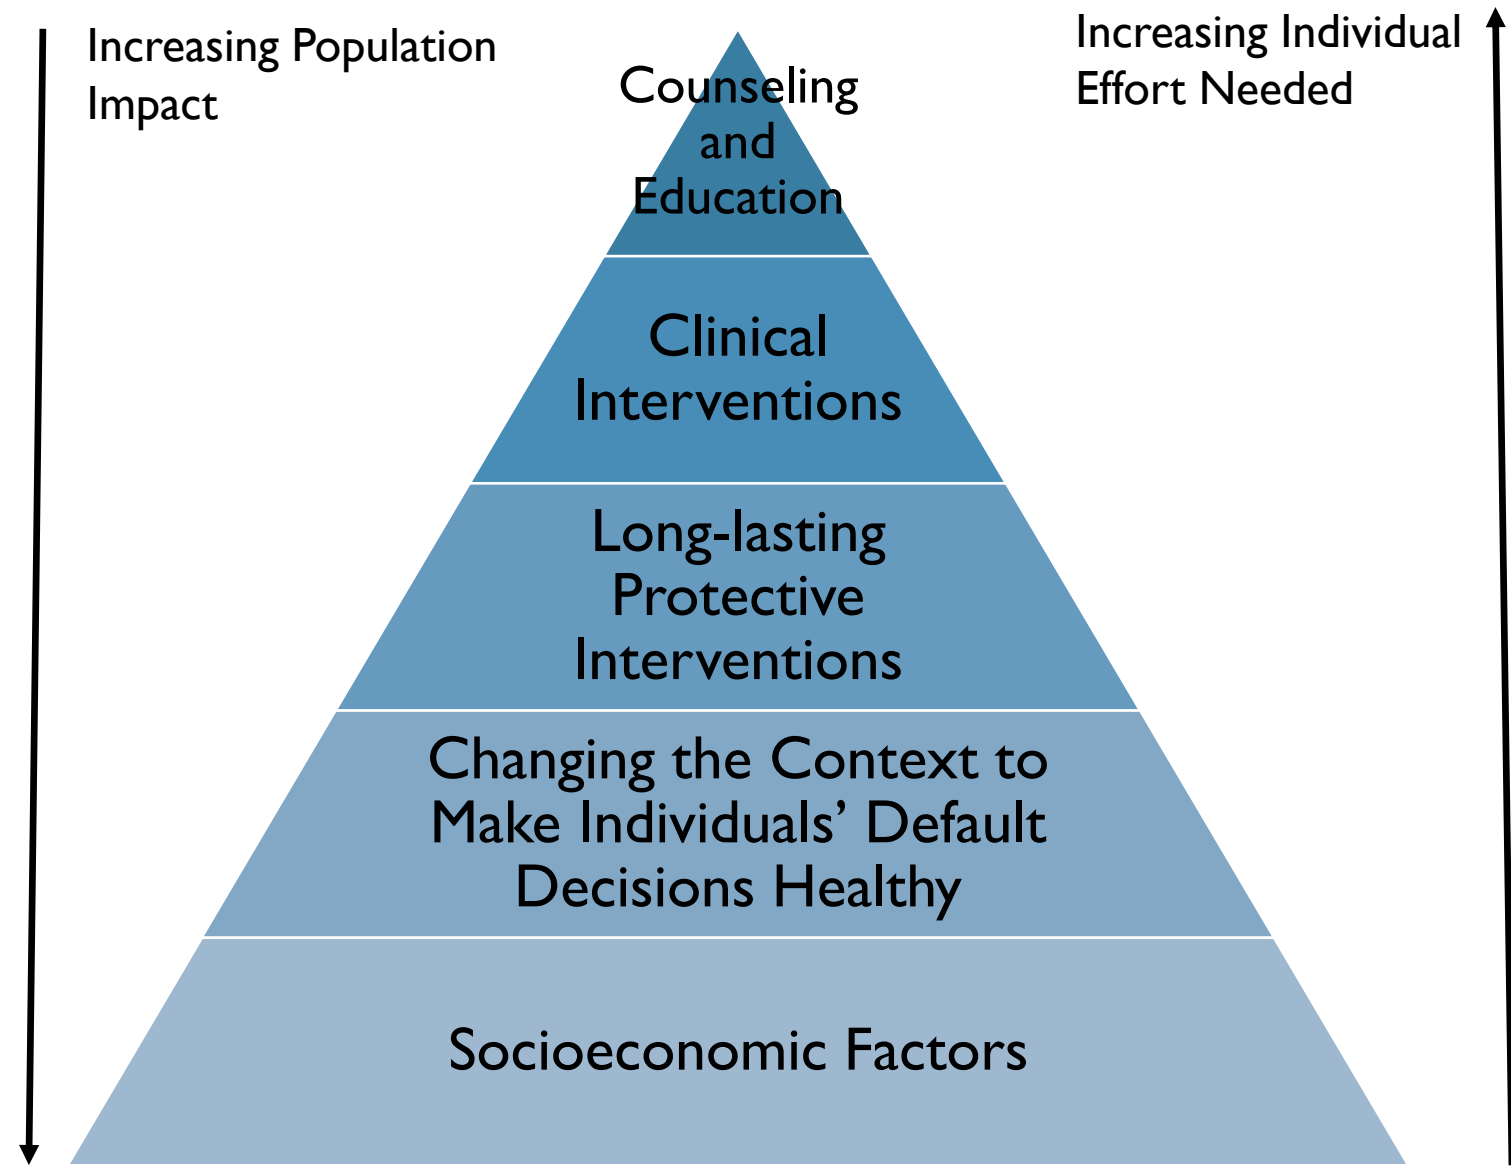 Increasing Population
Impact
Increasing Individual
Effort Needed
Counseling
and
Education
Clinical
Interventions
Long-lasting
Protective
Interventions
Changing the Context to
Make Individuals’ Default
Decisions Healthy
Socioeconomic Factors